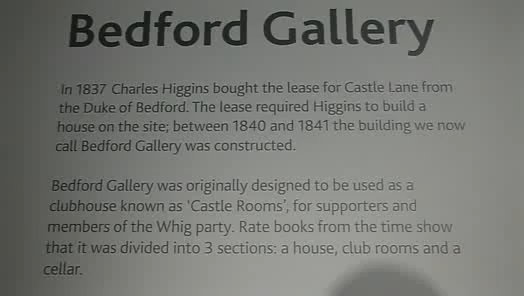 Bedford Gallery
In 1837 Charles Higgins bought the lease for Castle Lane from
the Duke of Bedford. The lease required Higgins to build a
house on the site; between 1840 and 1841 the building we now
call Bedford Gallery was constructed.
Bedford Gallery was originally designed to be used as a
clubhouse known as 'Castle Rooms', for supporters and
members of the Whig party. Rate books from the time show
that it was divided into 3 sections: a house, club rooms and a
cellar.